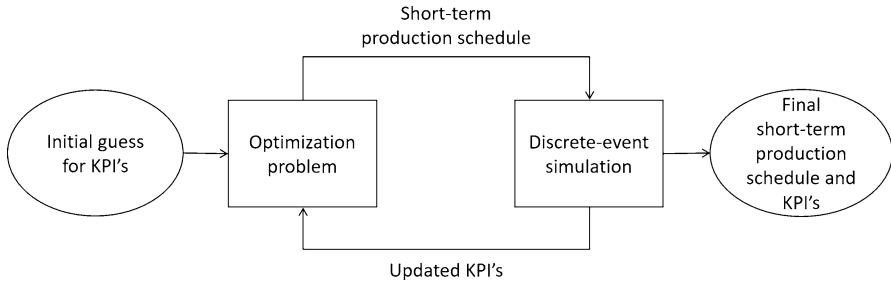 Short-term
production schedule
Initial guess
for KPI's
Optimization
problem
Discrete-event
simulation
Final
short-term
production
schedule and
KPI's
Updated KPI's